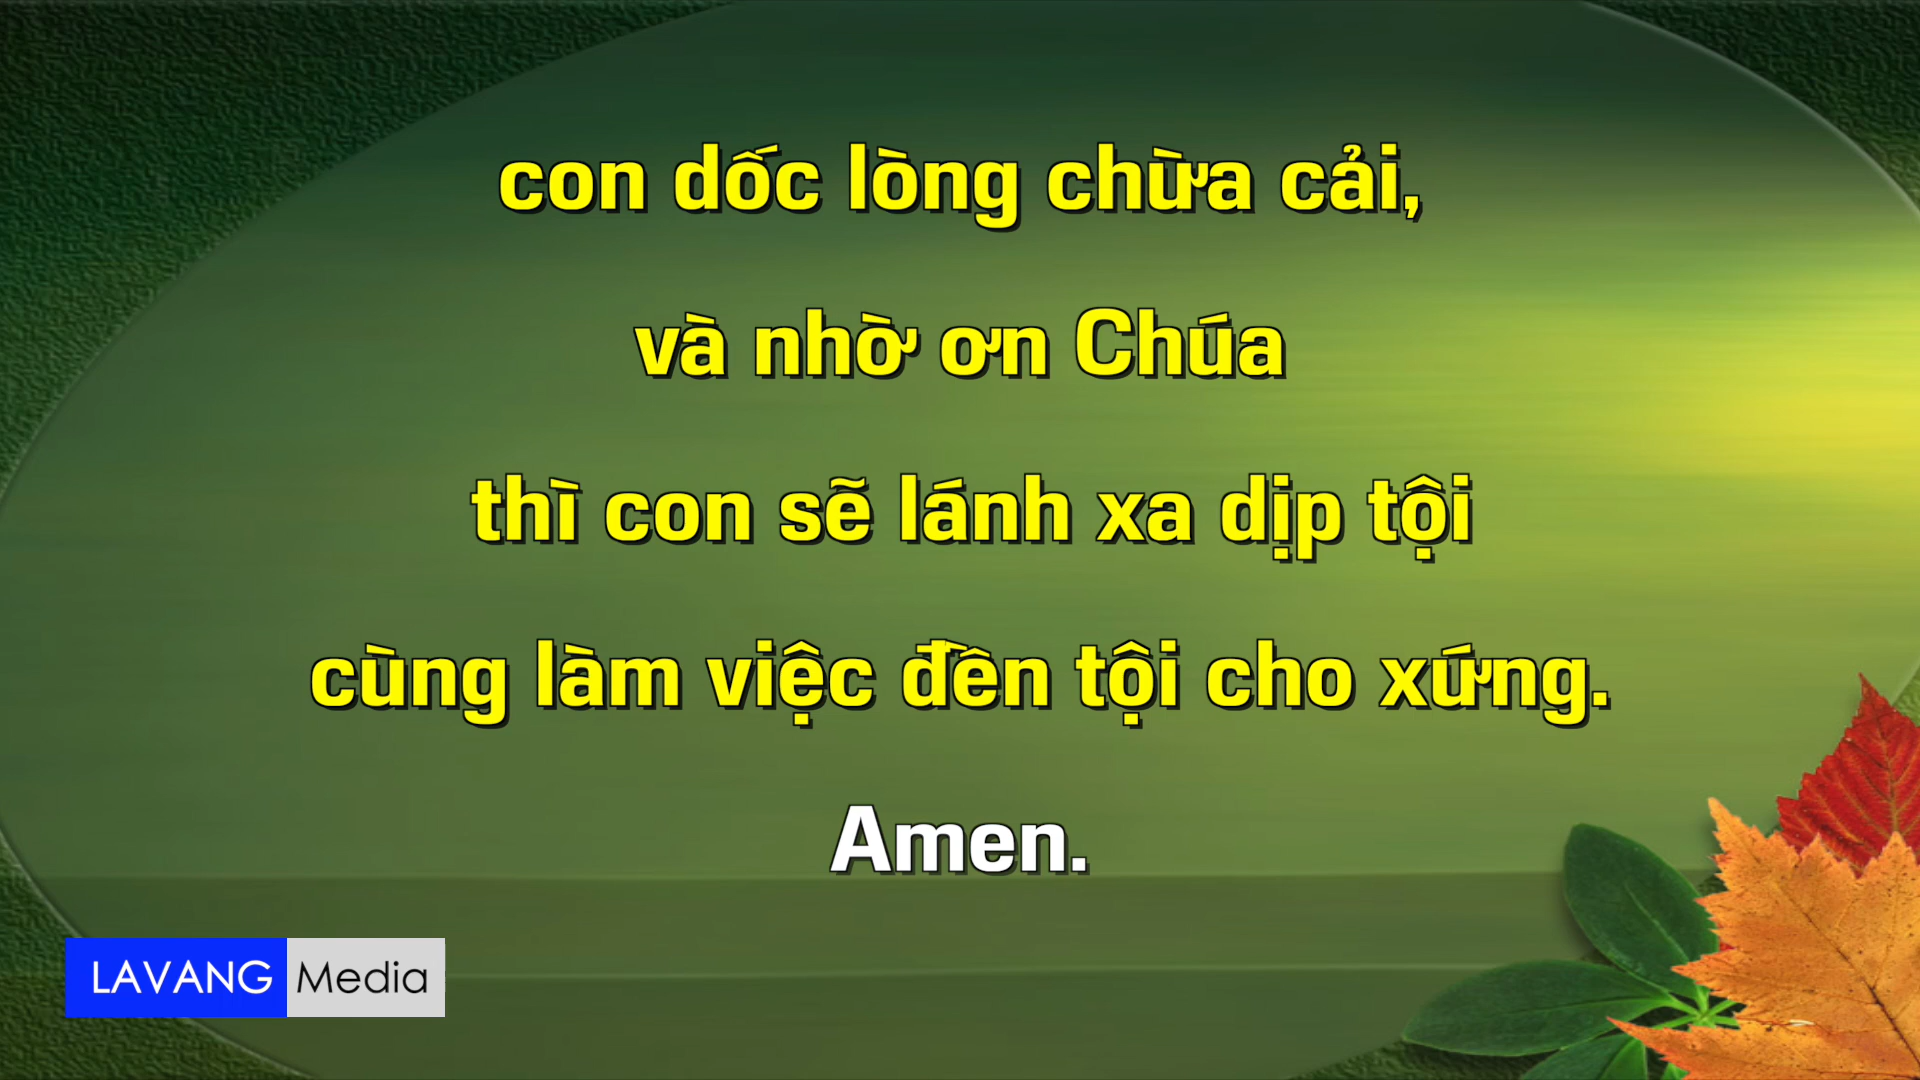 con dốc lòng chừa cải,
và nhờ ơn Chúa
thì con sẽ lánh xa dịp tội
cùng làm việc đền tội cho xứng.
Amen.
LAVANG Media